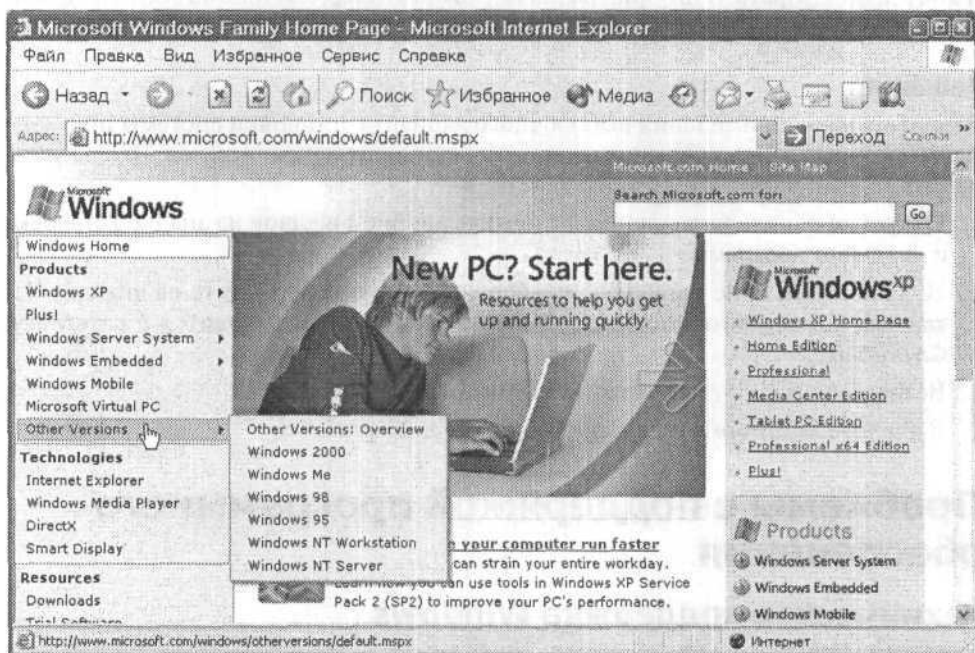 Microsoft Windows Family Home Page - Microsoft Internet Explorer
Файл Правка Вид Избранное Сервис Справка
Назад Поиск Избранное Медиа
Адрес: http://www.microsoft.com/windows/default.mspx Переход Ссылки »
Microsoft.com Home | Site Map
Microsoft Windows
Search Microsoft.com for:
Go
Windows Home
Products
Windows XP
Plus!
Windows Server System
Windows Embedded
Windows Mobile
Microsoft Virtual PC
Other Versions
Technologies
Internet Explorer
Windows Media Player
DirectX
Smart Display
Resources
Downloads
Trial Software
Other Versions: Overview
Windows 2000
Windows Me
Windows 98
Windows 95
Windows NT Workstation
Windows NT Server
New PC? Start here.
Resources to help you get
up and running quickly.
your computer run faster
can strain your entire workday.
Learn how you can use tools in Windows XP Service
Pack 2 (SP2) to improve your PC's performance.
Microsoft Windows xp
Windows XP Home Page
Home Edition
Professional
Media Center Edition
Tablet PC Edition
Professional x64 Edition
Plus!
Products
Windows Server System
Windows Embedded
Windows Mobile
http://www.microsoft.com/windows/otherversions/default.mspx Интернет